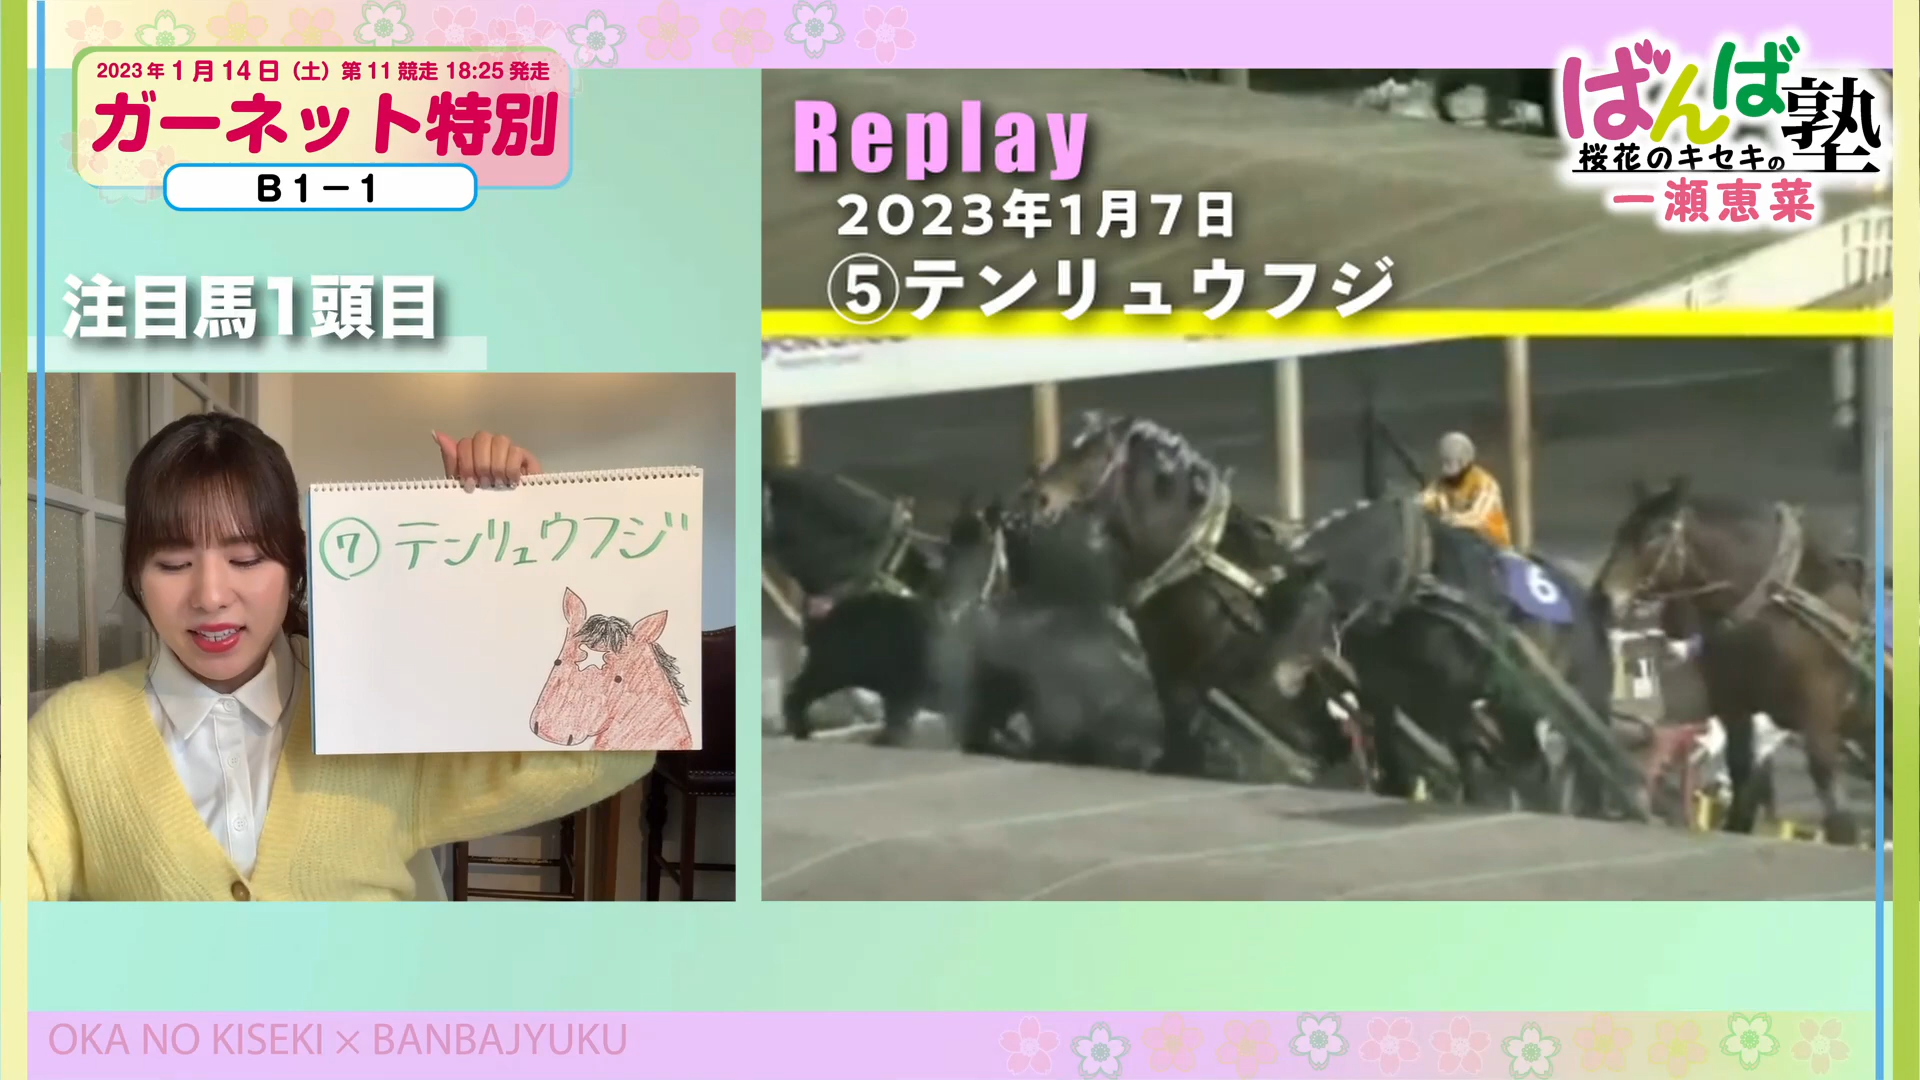 2023年1月14日（土）第11競走 18:25発走
ガーネット特別
B1－1
ばんば塾
桜花のキセキの
一瀬恵菜
Replay
2023年1月7日
⑤テンリュウフジ
注目馬1頭目
⑦テンリュウフジ
6
OKA NO KISEKI × BANBAJYUKU